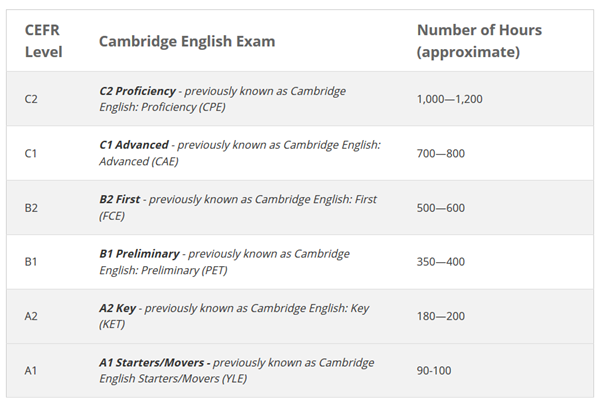 CEFR Level
Cambridge English Exam
Number of Hours (approximate)
C2
C2 Proficiency - previously known as Cambridge
English: Proficiency (CPE)
1,000—1,200
C1
C1 Advanced - previously known as Cambridge English:
Advanced (CAE)
700—800
B2
B2 First - previously known as Cambridge English: First
(FCE)
500—600
B1
B1 Preliminary - previously known as Cambridge
English: Preliminary (PET)
350—400
A2
A2 Key - previously known as Cambridge English: Key
(KET)
180—200
A1
A1 Starters/Movers - previously known as Cambridge
English Starters/Movers (YLE)
90-100